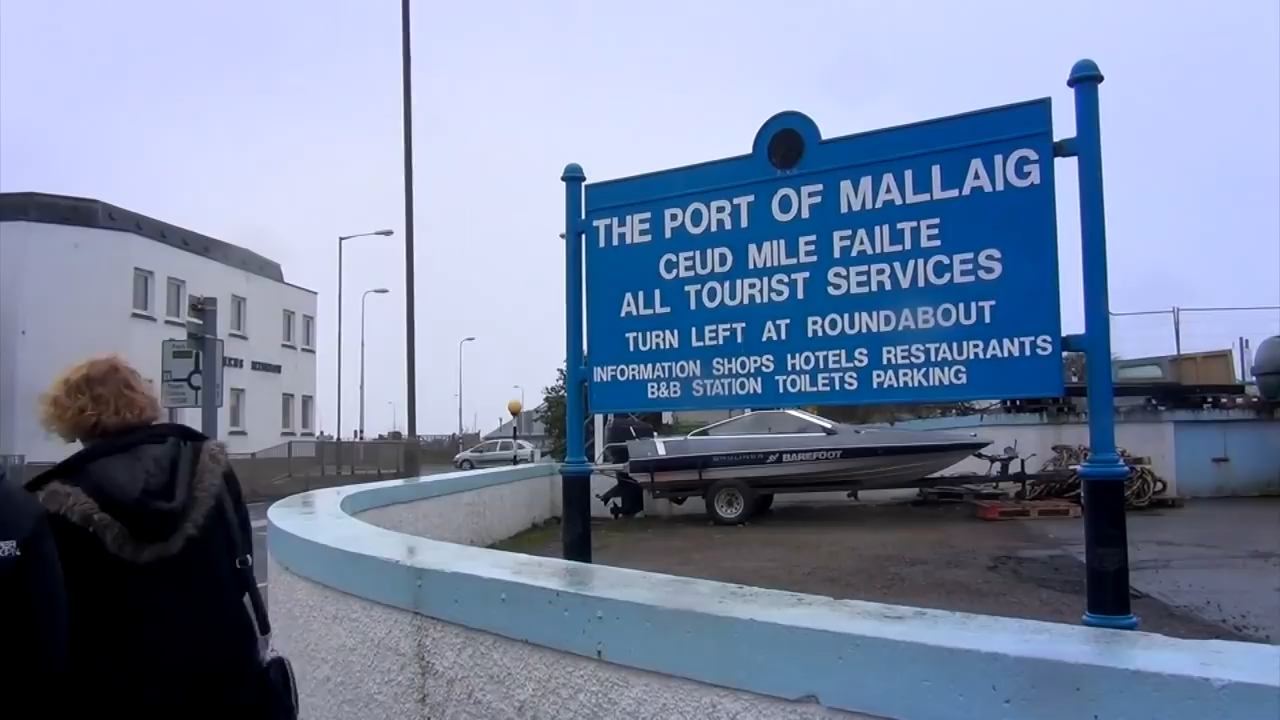 THE PORT OF MALLAIG
CEUD MILE FAILTE
ALL TOURIST SERVICES
TURN LEFT AT ROUNDABOUT
INFORMATION SHOPS HOTELS RESTAURANTS
B&B STATION TOILETS PARKING
BAREFOOT